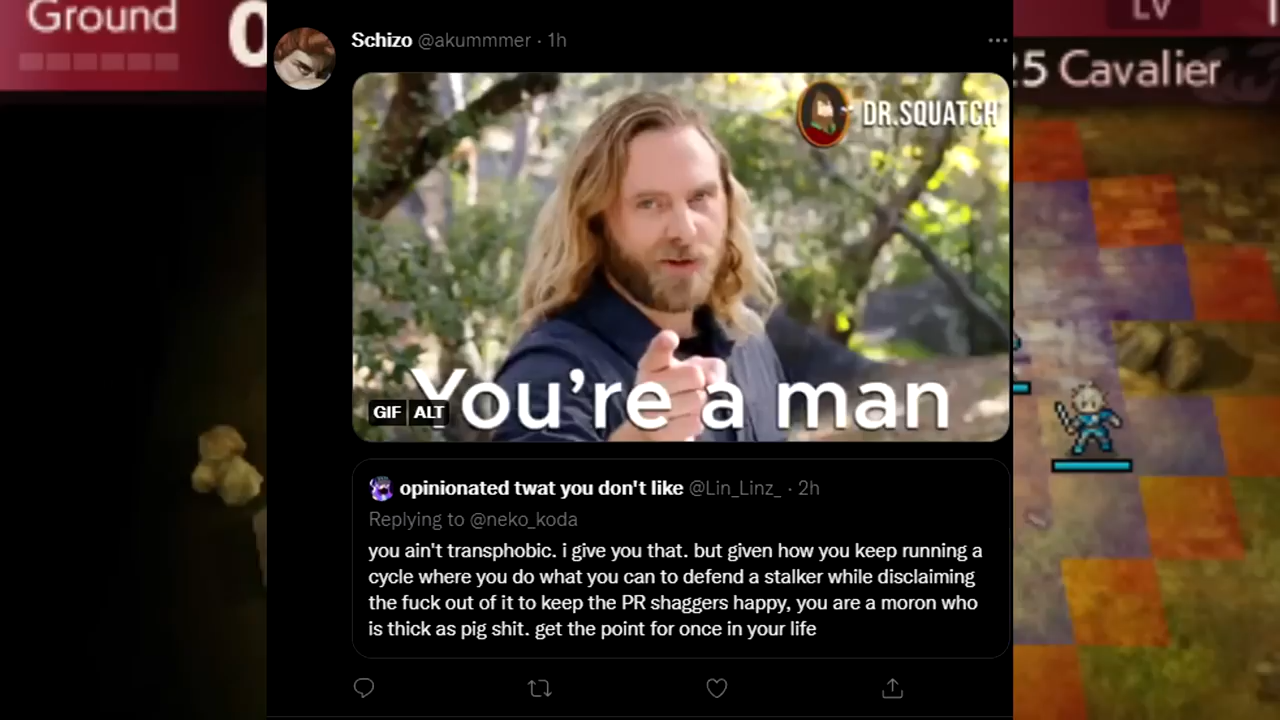 Ground
0
LV
25 Cavalier
Schizo @akummmer · 1h
DR.SQUATCH
You're a man
GIF ALT
opinionated twat you don't like @Lin_Linz_ · 2h
Replying to @neko_koda
you ain't transphobic. i give you that. but given how you keep running a
cycle where you do what you can to defend a stalker while disclaiming
the fuck out of it to keep the PR shaggers happy, you are a moron who
is thick as pig shit. get the point for once in your life